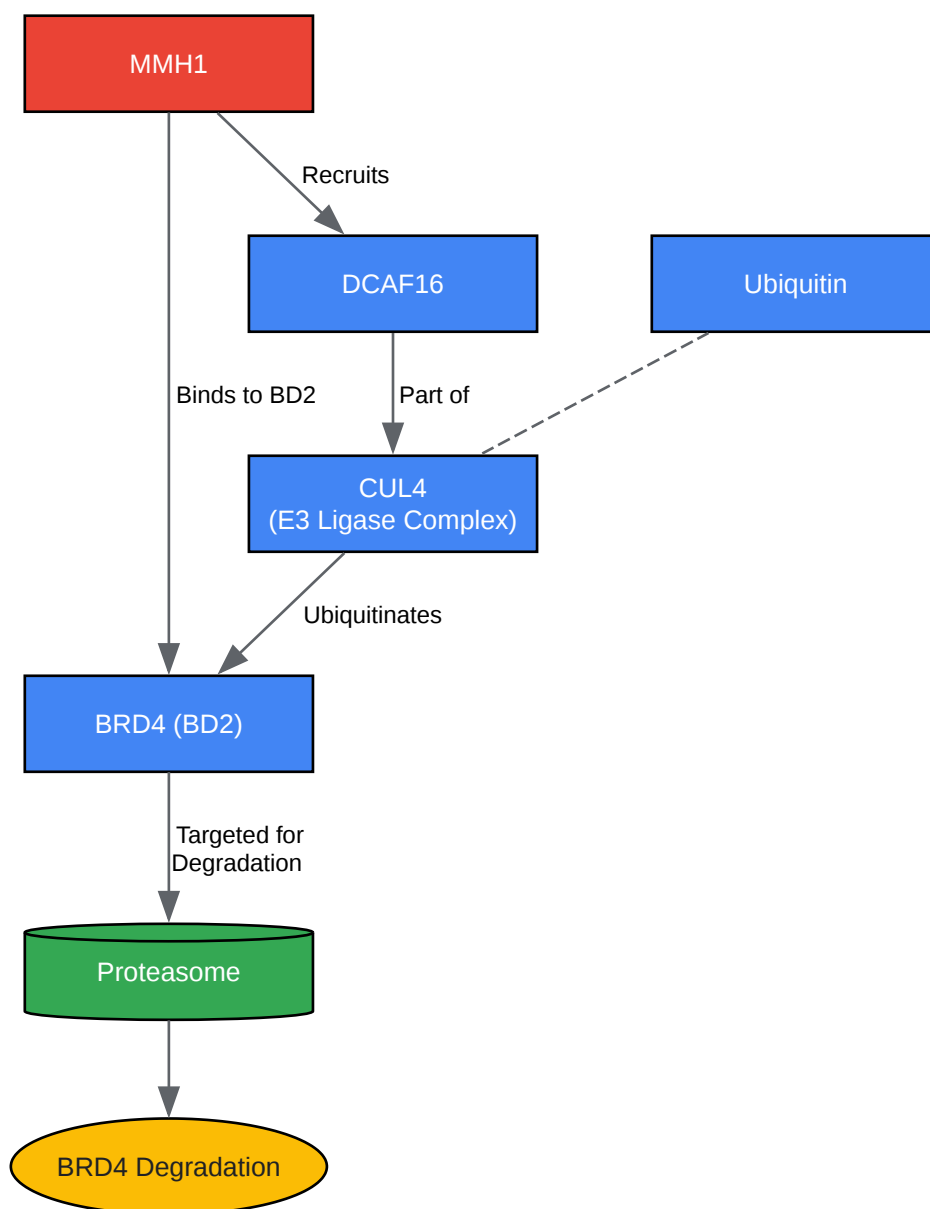 MMH1
Recruits
DCAF16
Ubiquitin
Binds to BD2
Part of
CUL4
(E3 Ligase Complex)
Ubiquitinates
BRD4 (BD2)
Targeted for
Degradation
Proteasome
BRD4 Degradation